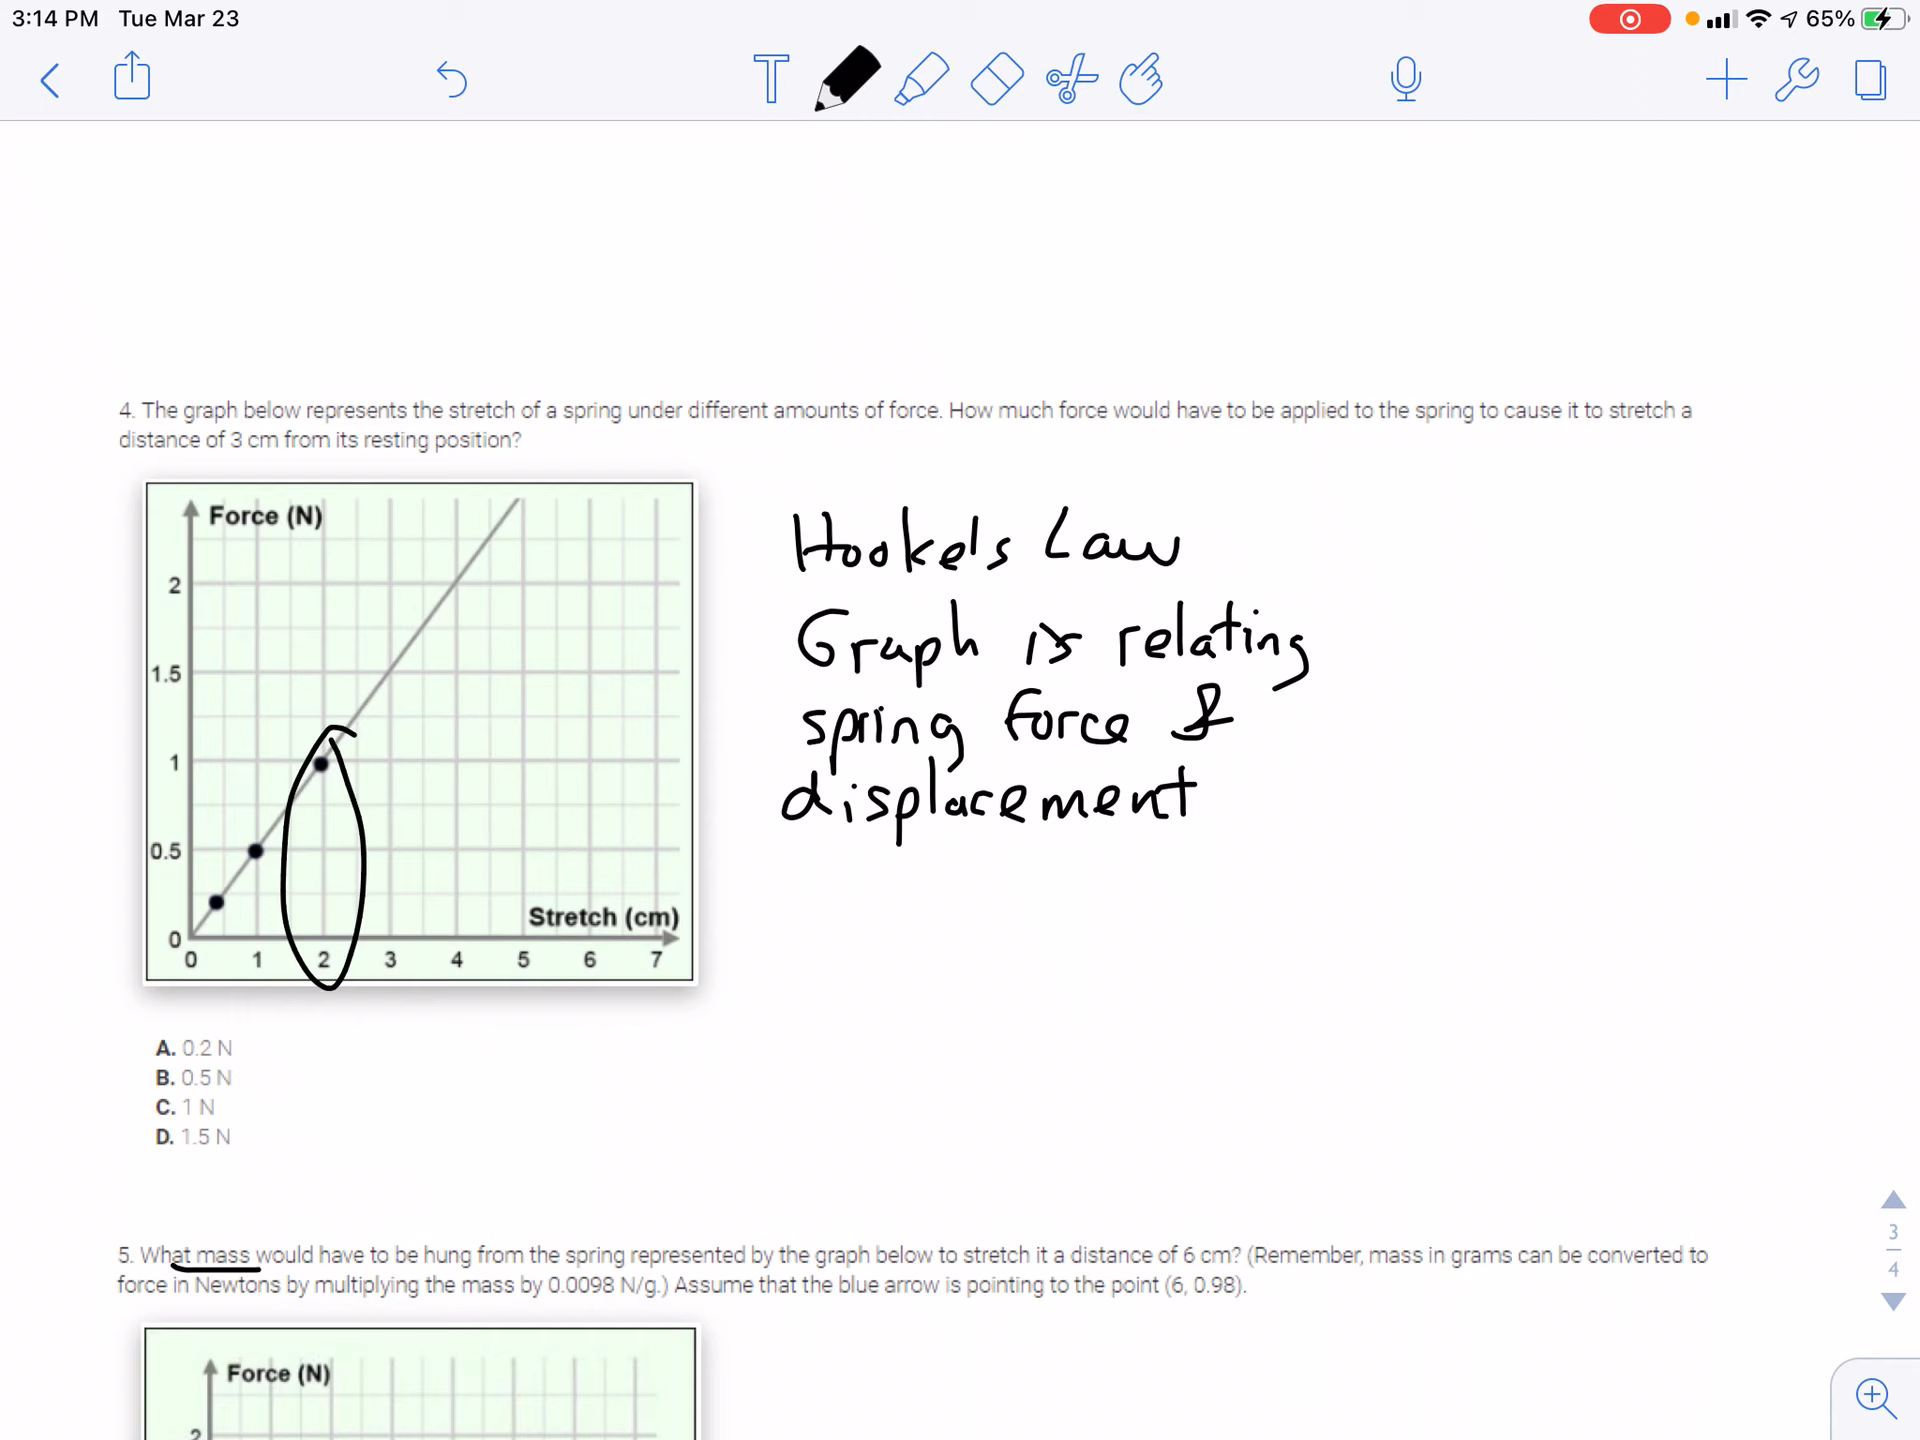 3:14 PM Tue Mar 23
65%
T
4. The graph below represents the stretch of a spring under different amounts of force. How much force would have to be applied to the spring to cause it to stretch a
distance of 3 cm from its resting position?
Force (N)
2
1.5
1
0.5
0
Stretch (cm)
0 1 2 3 4 5 6 7
Hooke's Law
Graph is relating
spring force &
displacement
A. 0.2 N
B. 0.5 N
C. 1 N
D. 1.5 N
3
4
5. What mass would have to be hung from the spring represented by the graph below to stretch it a distance of 6 cm? (Remember, mass in grams can be converted to
force in Newtons by multiplying the mass by 0.0098 N/g.) Assume that the blue arrow is pointing to the point (6, 0.98).
Force (N)
2